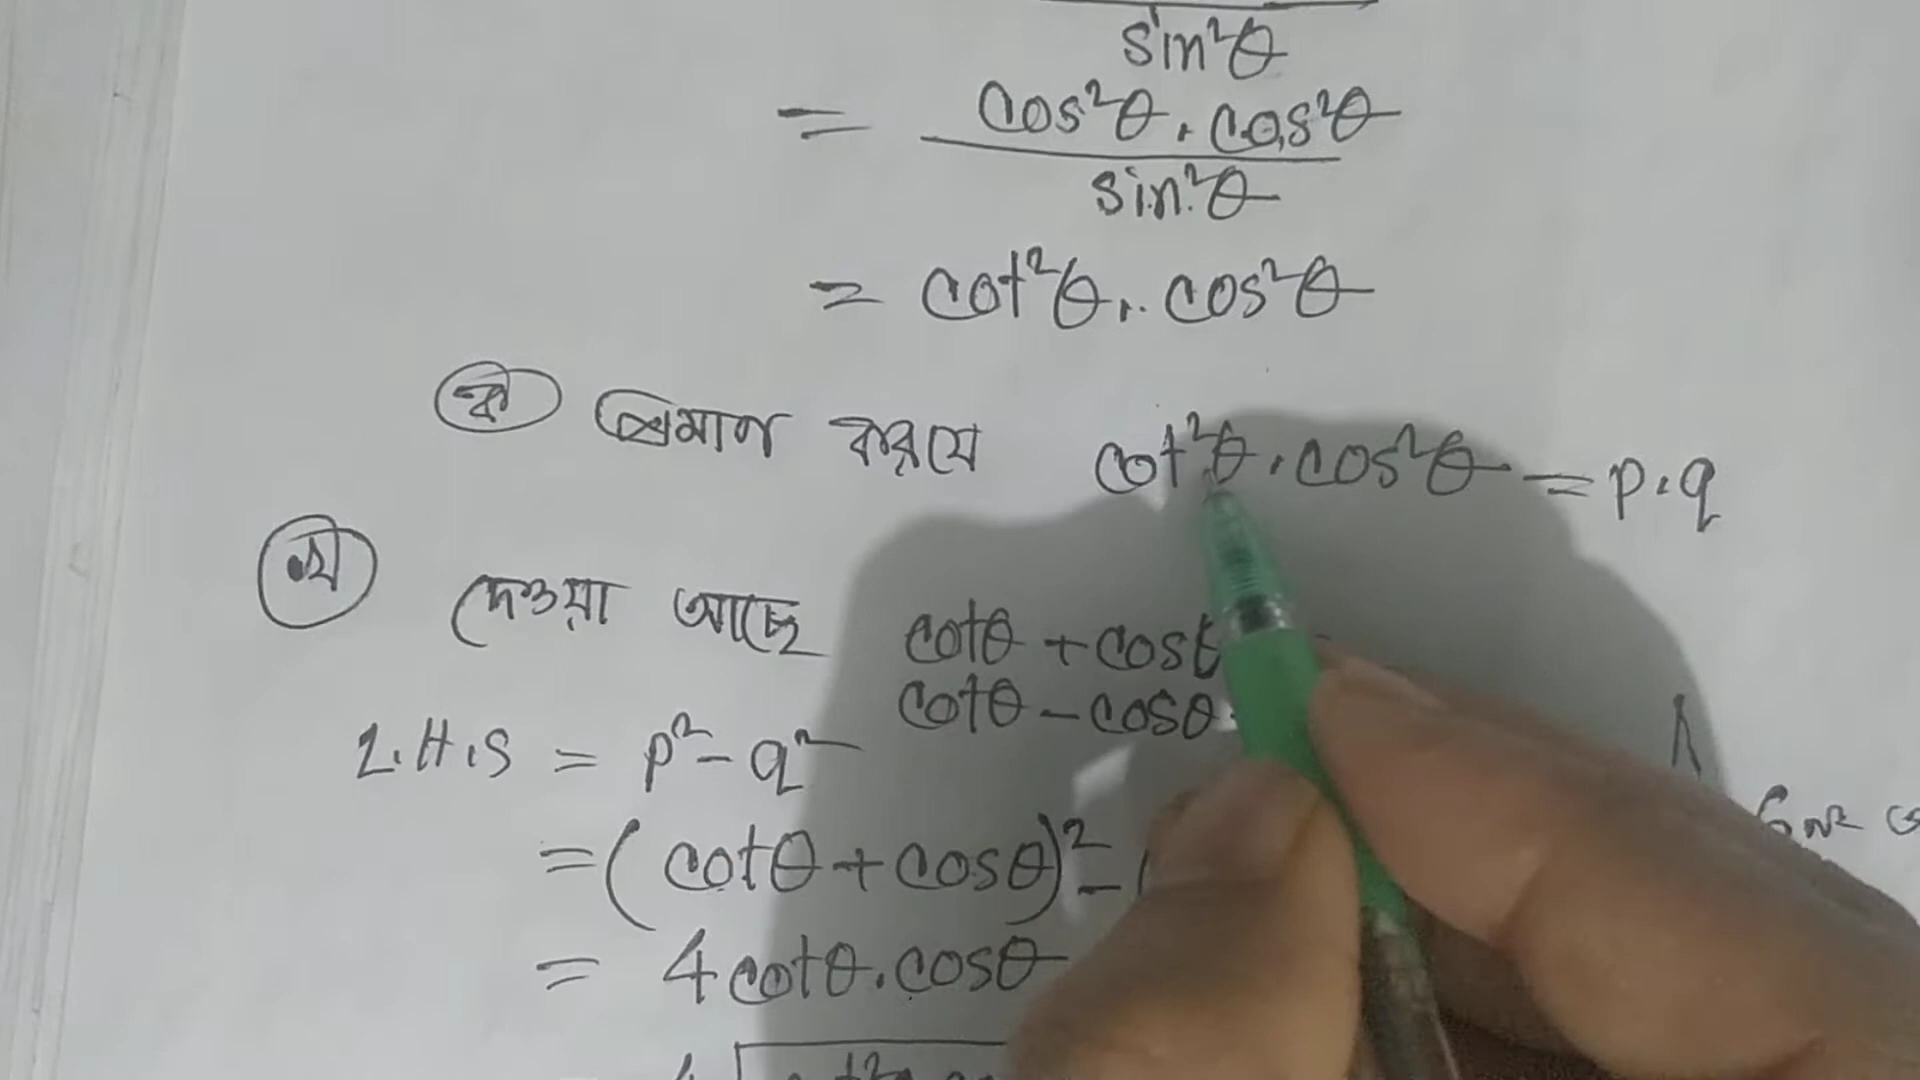 sin²θ
= cos²θ . cos²θ
sin²θ
= cot²θ . cos²θ
ক প্রমাণ কর যে cot²θ . cos²θ = p.q
খ দেওয়া আছে cotθ + cosθ
cotθ - cosθ
L.H.S = p² - q²
= (cotθ + cosθ)² - (
= 4cotθ.cosθ